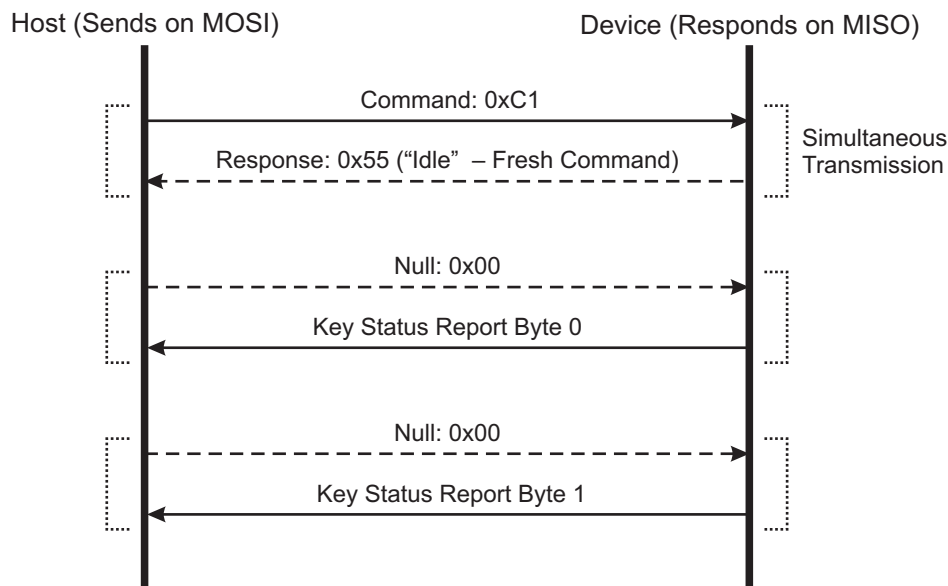 Host (Sends on MOSI)
Device (Responds on MISO)
Command: 0xC1
Simultaneous
Transmission
Response: 0x55 (“Idle” – Fresh Command)
Null: 0x00
Key Status Report Byte 0
Null: 0x00
Key Status Report Byte 1